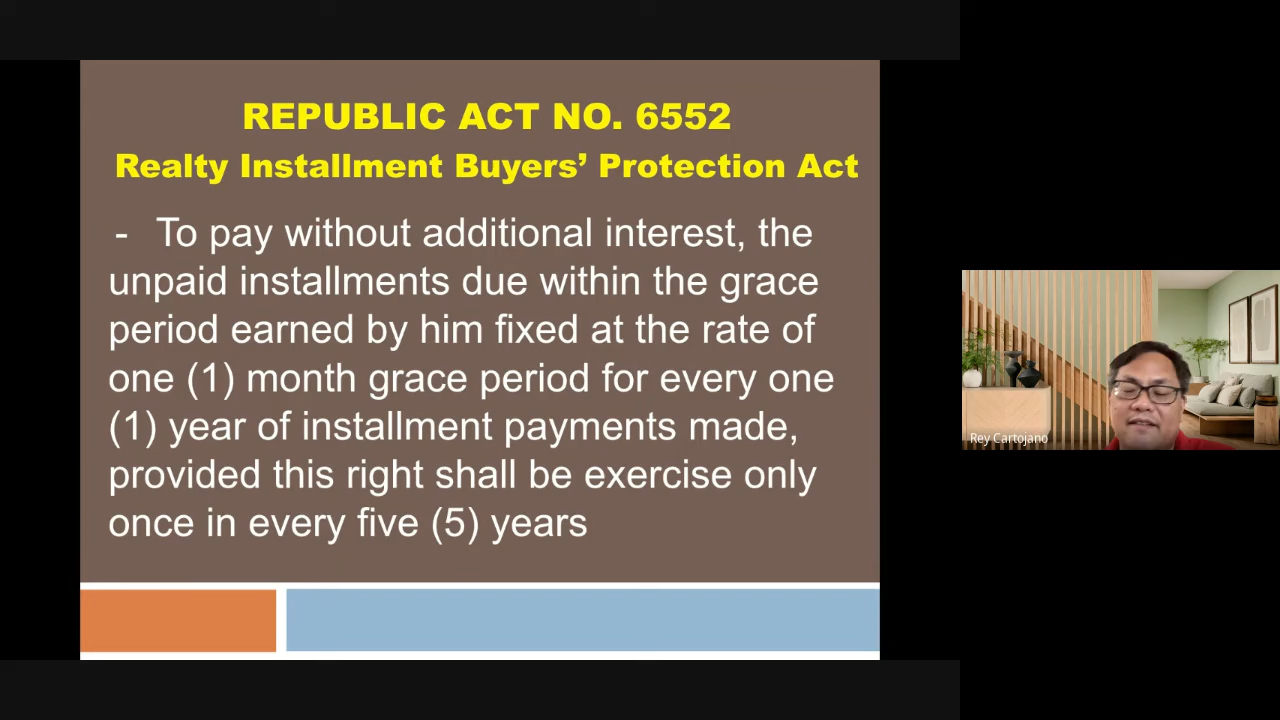 REPUBLIC ACT NO. 6552
Realty Installment Buyers’ Protection Act
- To pay without additional interest, the
unpaid installments due within the grace
period earned by him fixed at the rate of
one (1) month grace period for every one
(1) year of installment payments made,
provided this right shall be exercise only
once in every five (5) years
Rey Cartojano